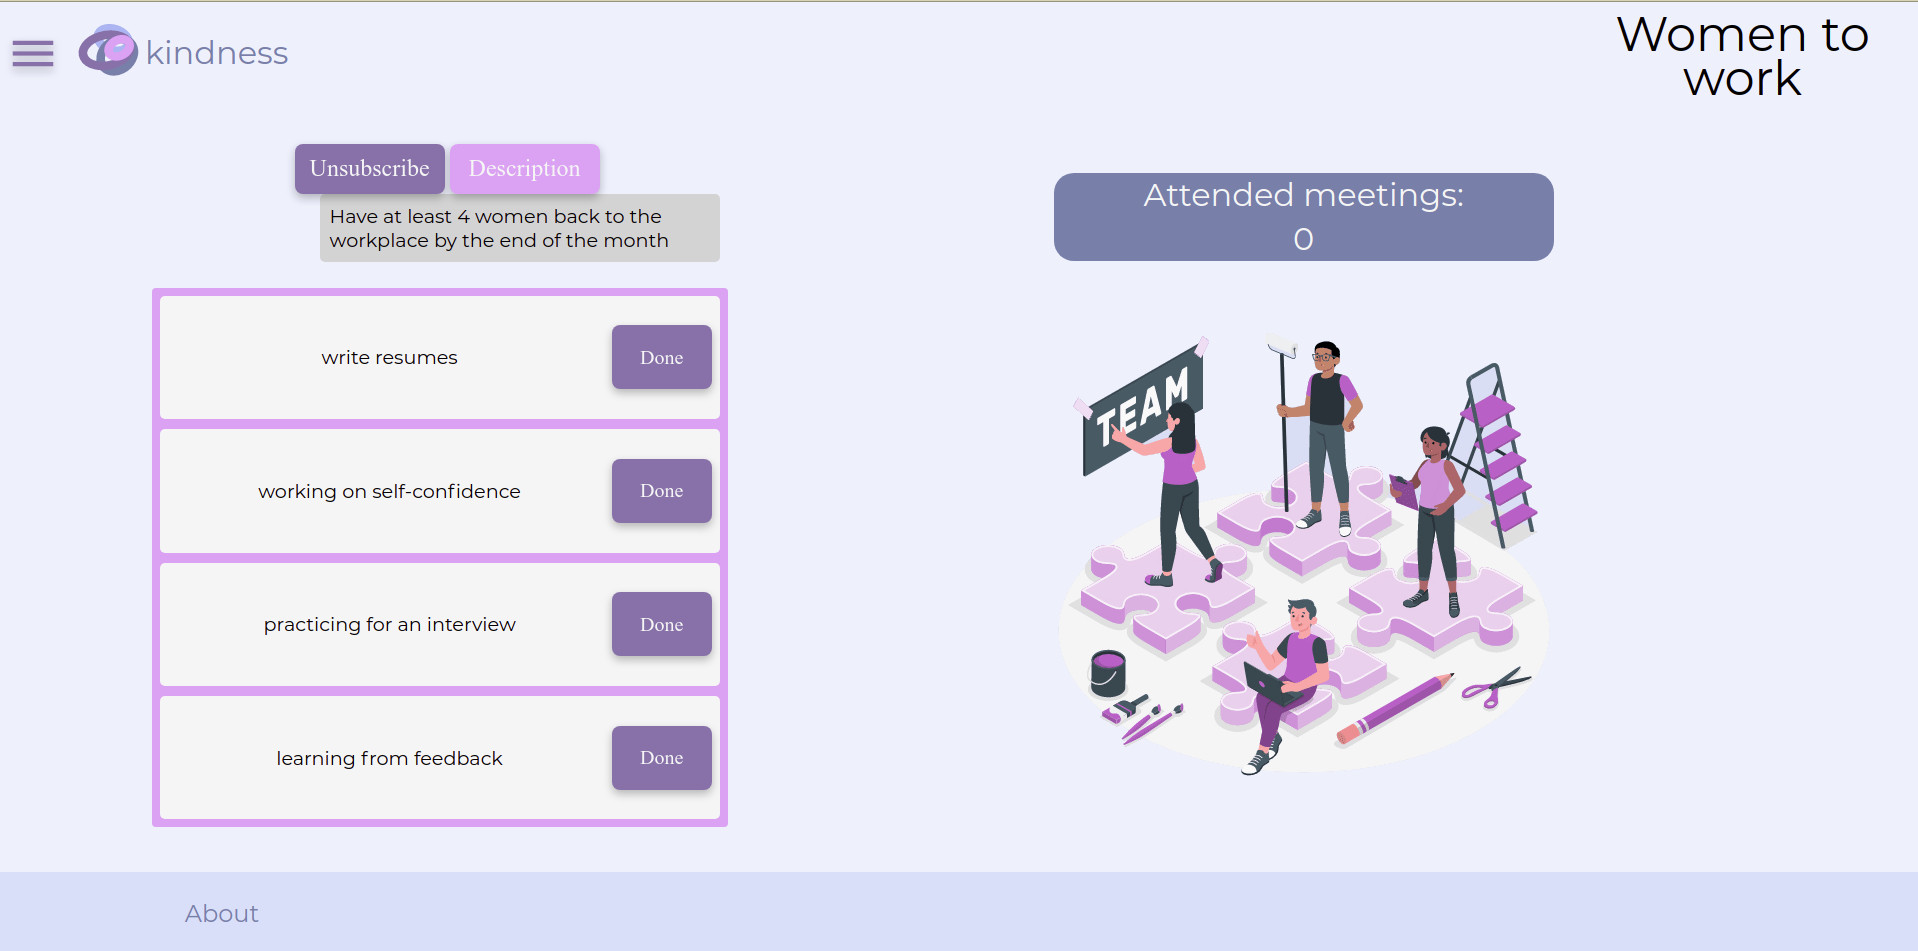 kindness
Women to
work
Unsubscribe
Description
Have at least 4 women back to the
workplace by the end of the month
Attended meetings:
0
write resumes
Done
working on self-confidence
Done
practicing for an interview
Done
learning from feedback
Done
TEAM
About